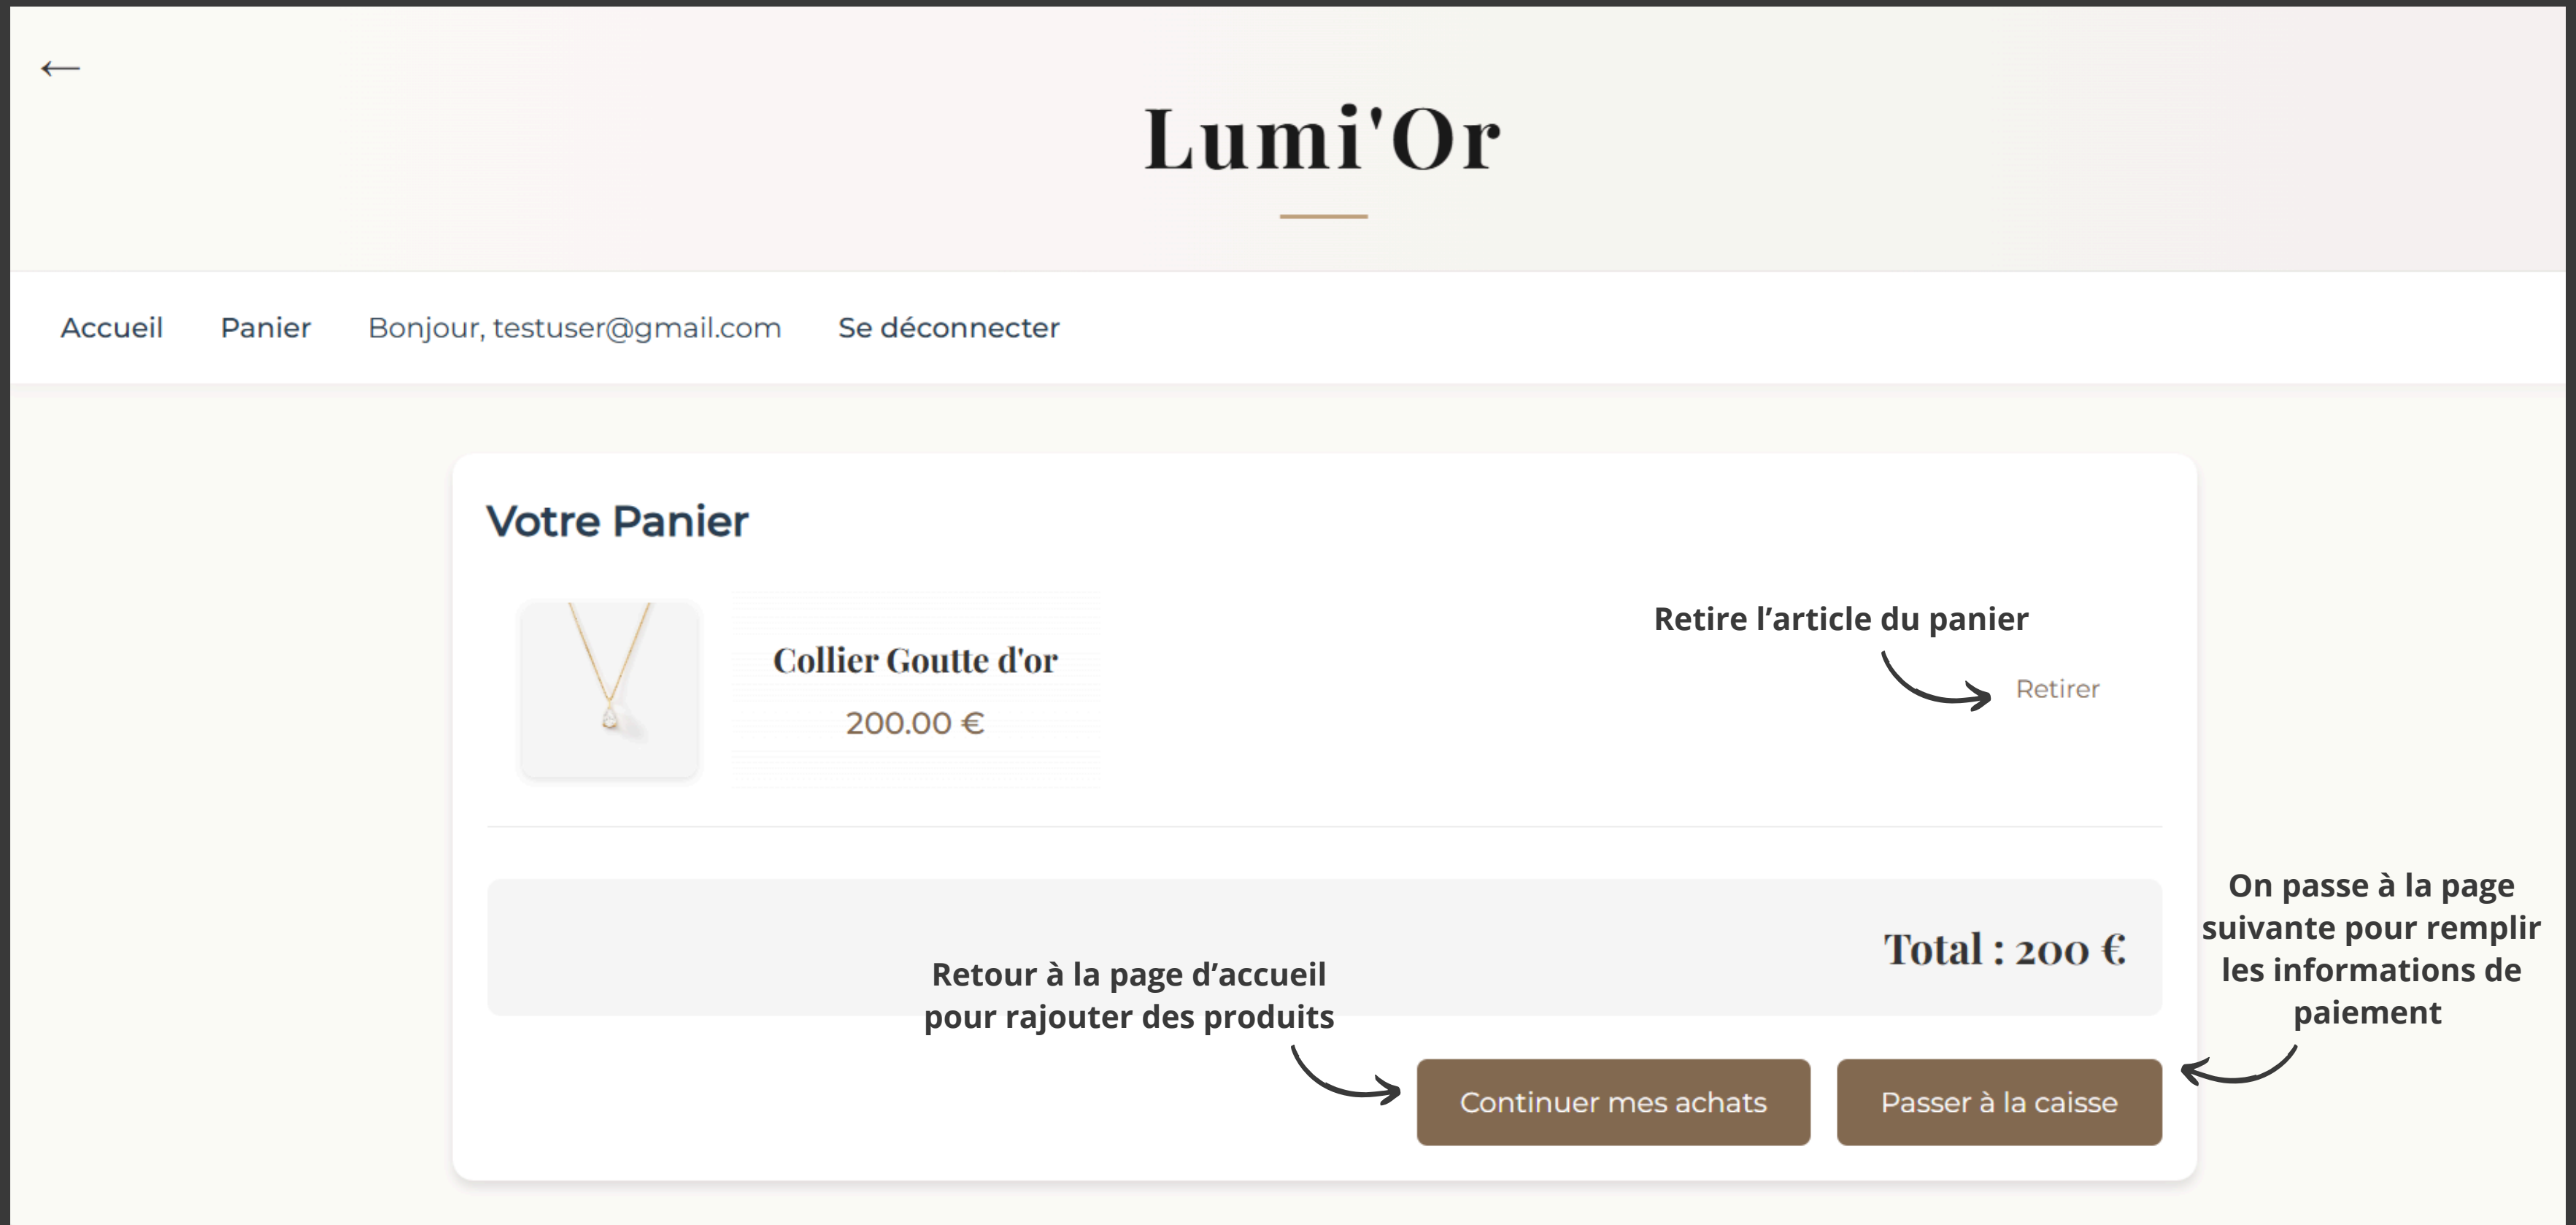 Lumi'Or
Accueil Panier Bonjour, testuser@gmail.com Se déconnecter
Votre Panier
Collier Goutte d'or
200.00 €
Retire l’article du panier
Retirer
Total : 200 €
Retour à la page d’accueil
pour rajouter des produits
On passe à la page
suivante pour remplir
les informations de
paiement
Continuer mes achats
Passer à la caisse